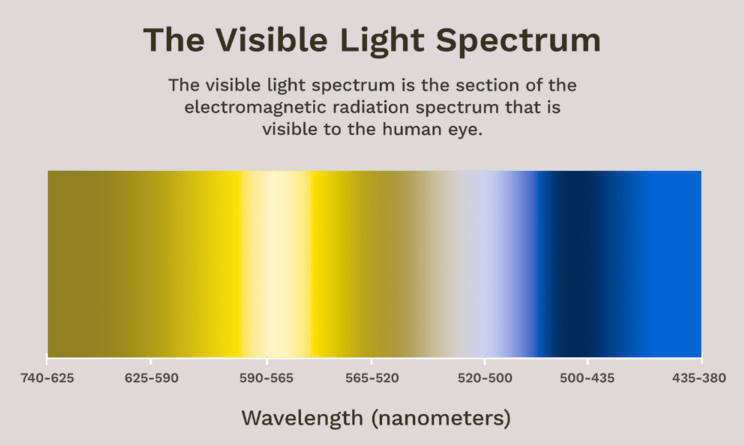 The Visible Light Spectrum
The visible light spectrum is the section of the
electromagnetic radiation spectrum that is
visible to the human eye.
740-625 625-590 590-565 565-520 520-500 500-435 435-380
Wavelength (nanometers)